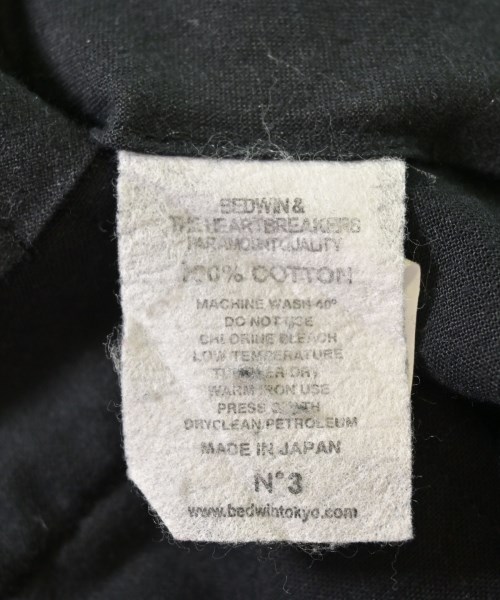 BEDWIN &
THE HEARTBREAKERS
PARAMOUNT QUALITY
100% COTTON
MACHINE WASH 40°
DO NOT USE
CHLORINE BLEACH
LOW TEMPERATURE
TUMBLER DRY
WARM IRON USE
PRESS CLOTH
DRYCLEAN PETROLEUM
MADE IN JAPAN
N°3
www.bedwintokyo.com